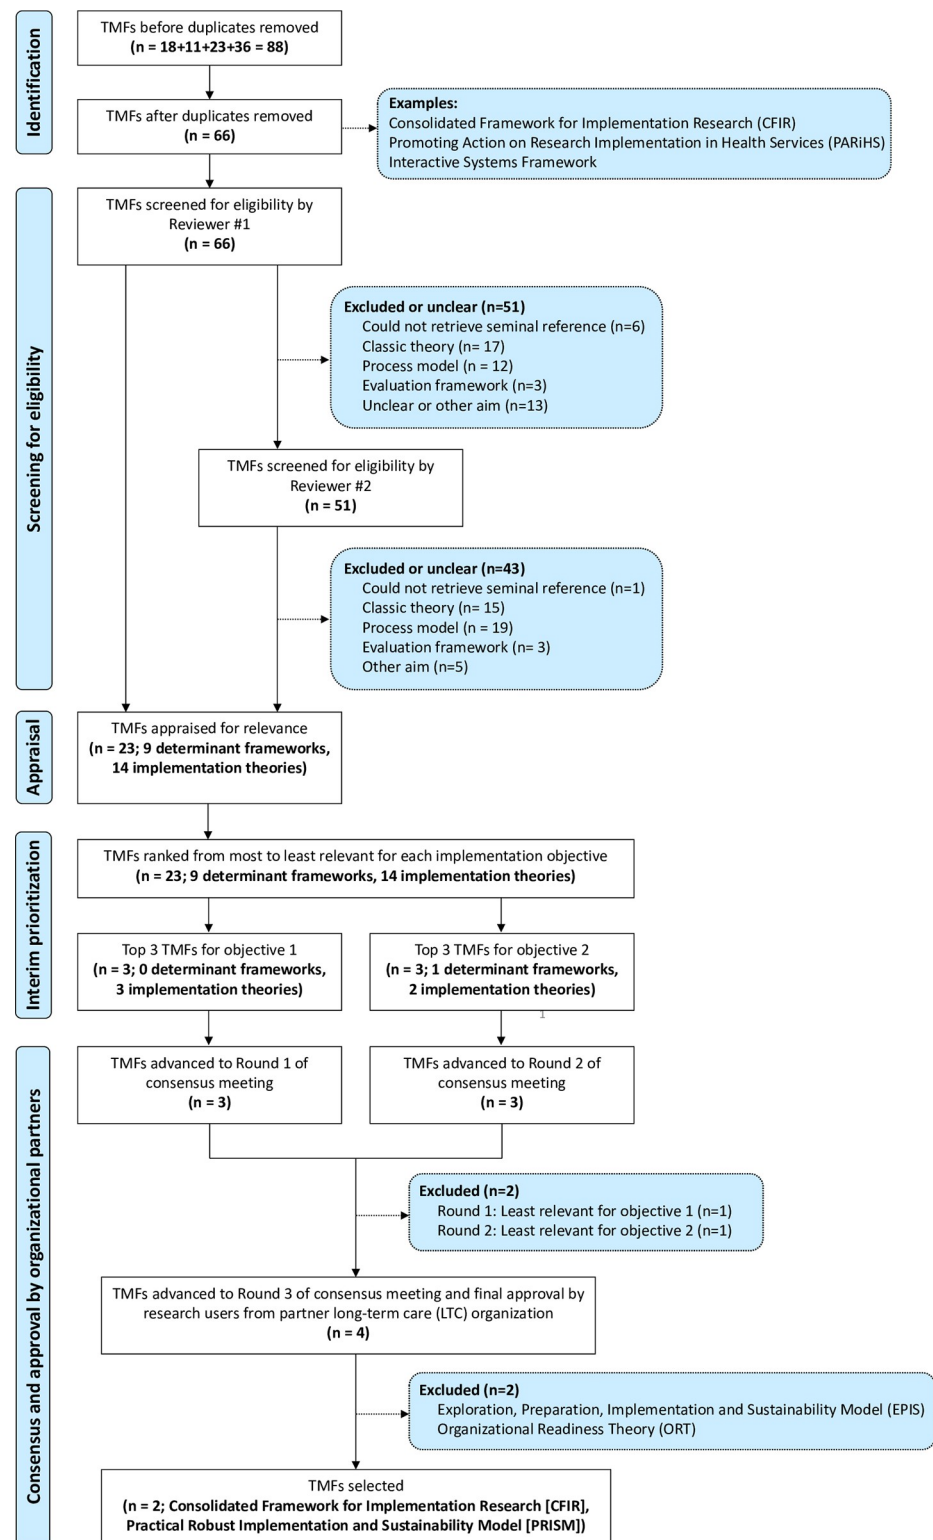 Identification
TMFs before duplicates removed
(n = 18+11+23+36 = 88)
TMFs after duplicates removed
(n = 66)
Examples:
Consolidated Framework for Implementation Research (CFIR)
Promoting Action on Research Implementation in Health Services (PARiHS)
Interactive Systems Framework
Screening for eligibility
TMFs screened for eligibility by
Reviewer #1
(n = 66)
Excluded or unclear (n=51)
Could not retrieve seminal reference (n=6)
Classic theory (n= 17)
Process model (n = 12)
Evaluation framework (n=3)
Unclear or other aim (n=13)
TMFs screened for eligibility by
Reviewer #2
(n = 51)
Excluded or unclear (n=43)
Could not retrieve seminal reference (n=1)
Classic theory (n= 15)
Process model (n = 19)
Evaluation framework (n= 3)
Other aim (n=5)
Appraisal
TMFs appraised for relevance
(n = 23; 9 determinant frameworks,
14 implementation theories)
Interim prioritization
TMFs ranked from most to least relevant for each implementation objective
(n = 23; 9 determinant frameworks, 14 implementation theories)
Top 3 TMFs for objective 1
(n = 3; 0 determinant frameworks,
3 implementation theories)
Top 3 TMFs for objective 2
(n = 3; 1 determinant frameworks,
2 implementation theories)
1
Consensus and approval by organizational partners
TMFs advanced to Round 1 of
consensus meeting
(n = 3)
TMFs advanced to Round 2 of
consensus meeting
(n = 3)
Excluded (n=2)
Round 1: Least relevant for objective 1 (n=1)
Round 2: Least relevant for objective 2 (n=1)
TMFs advanced to Round 3 of consensus meeting and final approval by
research users from partner long-term care (LTC) organization
(n = 4)
Excluded (n=2)
Exploration, Preparation, Implementation and Sustainability Model (EPIS)
Organizational Readiness Theory (ORT)
TMFs selected
(n = 2; Consolidated Framework for Implementation Research [CFIR],
Practical Robust Implementation and Sustainability Model [PRISM])